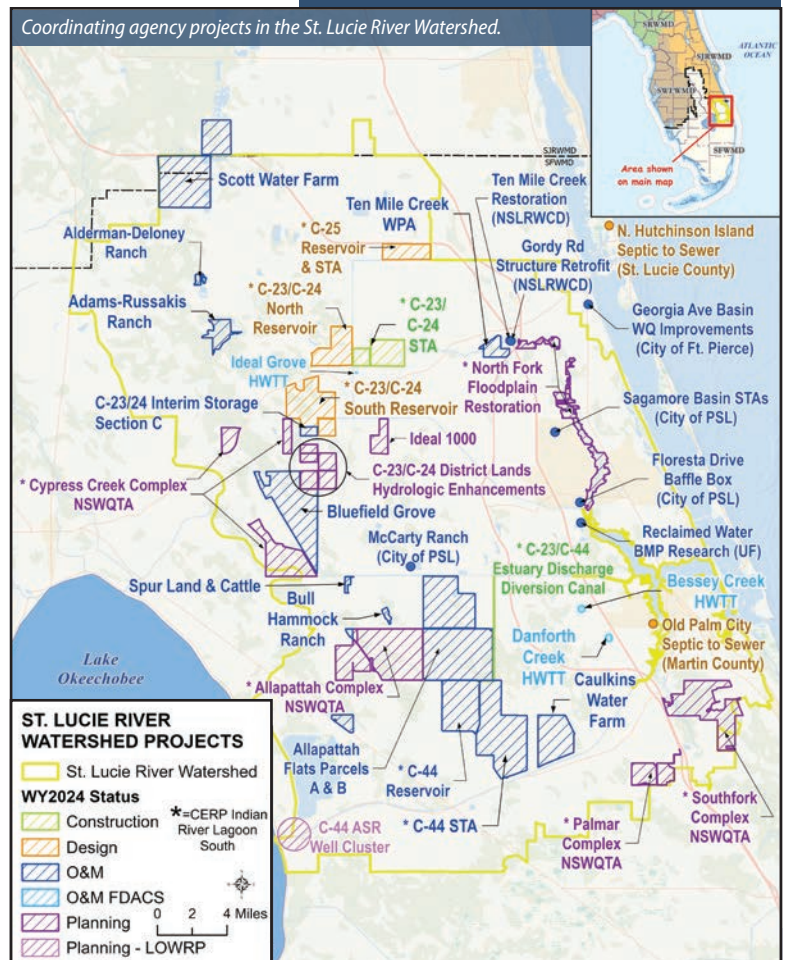 Coordinating agency projects in the St. Lucie River Watershed.
SRWMD
SJRWMD
SWFWMD
SFWMD
ATLANTIC
OCEAN
Area shown
on main map
SJRWMD
SFWMD
Scott Water Farm
Ten Mile Creek
WPA
Ten Mile Creek
Restoration
(NSLRWCD)
N. Hutchinson Island
Septic to Sewer
(St. Lucie County)
Alderman-Deloney
Ranch
* C-25
Reservoir
& STA
Gordy Rd
Structure Retrofit
(NSLRWCD)
Adams-Russakis
Ranch
* C-23/C-24
North
Reservoir
* C-23/
C-24
STA
Georgia Ave Basin
WQ Improvements
(City of Ft. Pierce)
Ideal Grove
HWTT
* North Fork
Floodplain
Restoration
C-23/24 Interim Storage
Section C
* C-23/C-24
South Reservoir
Sagamore Basin STAs
(City of PSL)
Ideal 1000
* Cypress Creek Complex
NSWQTA
C-23/C-24 District Lands
Hydrologic Enhancements
Floresta Drive
Baffle Box
(City of PSL)
Bluefield Grove
McCarty Ranch
(City of PSL)
Reclaimed Water
BMP Research (UF)
* C-23/C-44
Estuary Discharge
Diversion Canal
Spur Land & Cattle
Bessey Creek
HWTT
Bull
Hammock
Ranch
Old Palm City
Septic to Sewer
(Martin County)
Danforth
Creek
HWTT
Lake
Okeechobee
* Allapattah Complex
NSWQTA
Caulkins
Water
Farm
Allapattah
Flats Parcels
A & B
* C-44
Reservoir
* C-44 STA
* Southfork
Complex
NSWQTA
* Palmar
Complex
NSWQTA
C-44 ASR
Well Cluster
ST. LUCIE RIVER
WATERSHED PROJECTS
St. Lucie River Watershed
WY2024 Status
*=CERP Indian
River Lagoon
South
Construction
Design
O&M
O&M FDACS
Planning
Planning - LOWRP
0 2 4 Miles